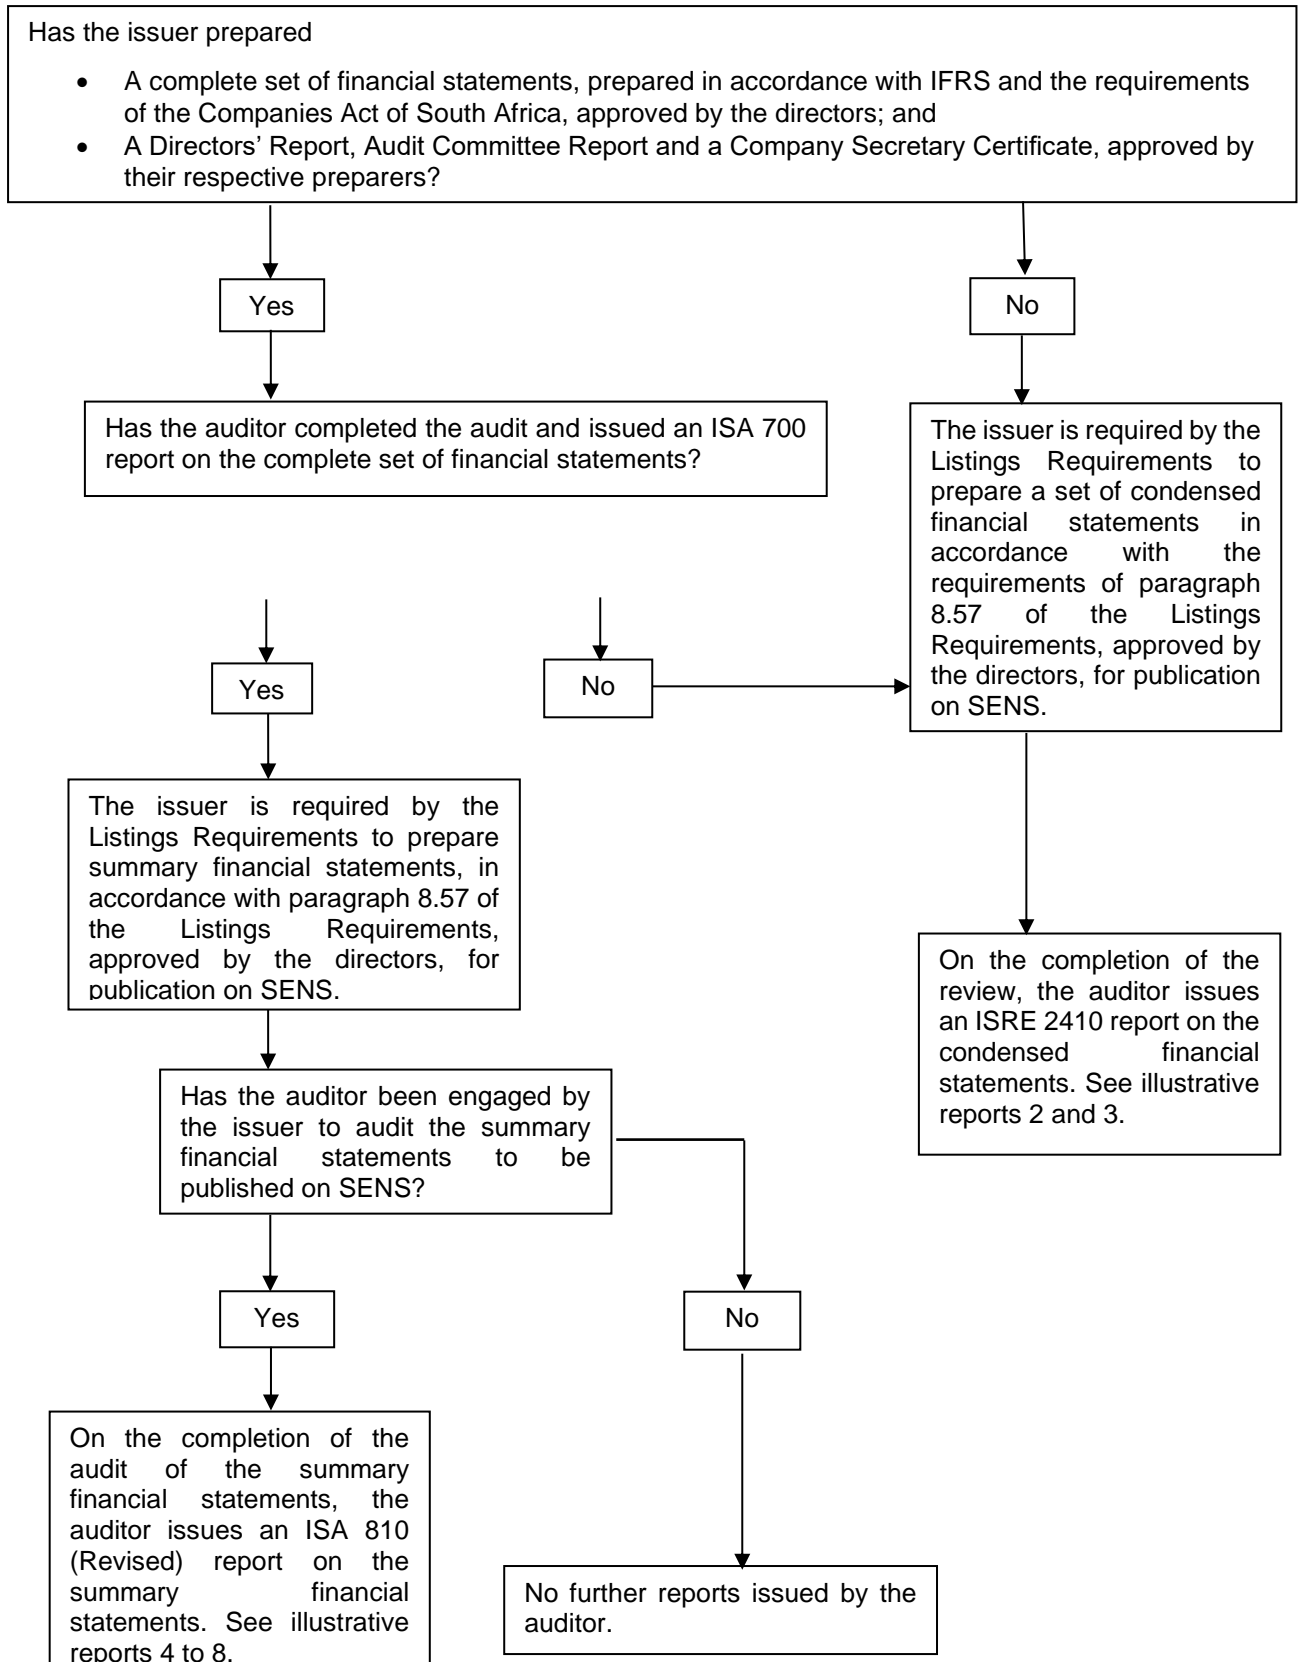 Has the issuer prepared
• A complete set of financial statements, prepared in accordance with IFRS and the requirements
of the Companies Act of South Africa, approved by the directors; and
• A Directors’ Report, Audit Committee Report and a Company Secretary Certificate, approved by
their respective preparers?
Yes
No
Has the auditor completed the audit and issued an ISA 700
report on the complete set of financial statements?
The issuer is required by the
Listings Requirements to
prepare a set of condensed
financial statements in
accordance with the
requirements of paragraph
8.57 of the Listings
Requirements, approved by
the directors, for publication
on SENS.
Yes
No
The issuer is required by the
Listings Requirements to prepare
summary financial statements, in
accordance with paragraph 8.57 of
the Listings Requirements,
approved by the directors, for
publication on SENS.
On the completion of the
review, the auditor issues
an ISRE 2410 report on the
condensed financial
statements. See illustrative
reports 2 and 3.
Has the auditor been engaged by
the issuer to audit the summary
financial statements to be
published on SENS?
Yes
No
On the completion of the
audit of the summary
financial statements, the
auditor issues an ISA 810
(Revised) report on the
summary financial
statements. See illustrative
reports 4 to 8.
No further reports issued by the
auditor.